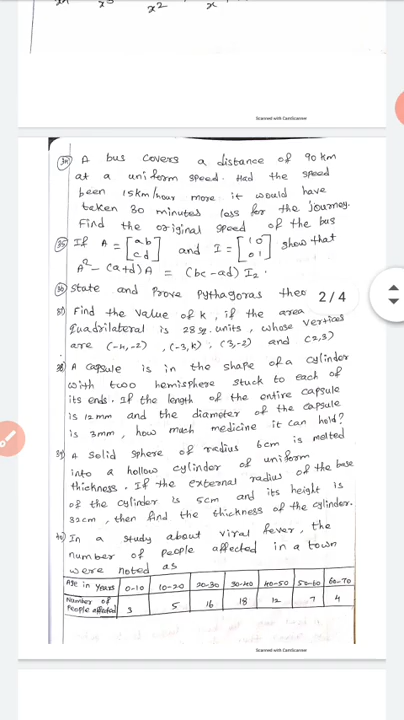 x²
x
Scanned with CamScanner
34) A bus covers a distance of 90 km
at a uniform speed. Had the speed
been 15km/hour more it would have
taken 30 minutes less for the journey.
Find the original speed of the bus
35) If A = [a b c d] and I = [1 0 0 1] show that
A² - (a+d)A = (bc-ad) I₂.
36) State and Prove Pythagoras theo
2/4
37) Find the value of k, if the area
quadrilateral is 28 sq. units, whose vertices
are (-4,-2), (-3,k), (3,-2) and (2,3)
38) A capsule is in the shape of a cylinder
with two hemisphere stuck to each of
its ends. If the length of the entire capsule
is 12mm and the diameter of the capsule
is 3mm, how much medicine it can hold?
39) A solid sphere of radius 6cm is melted
into a hollow cylinder of uniform
thickness. If the external radius of the base
of the cylinder is 5cm and its height is
32cm, then find the thickness of the cylinder.
40) In a study about viral fever, the
number of people affected in a town
were noted as
Age in years 0-10 10-20 20-30 30-40 40-50 50-60 60-70
Number of People affected 3 5 16 18 12 7 4
Scanned with CamScanner